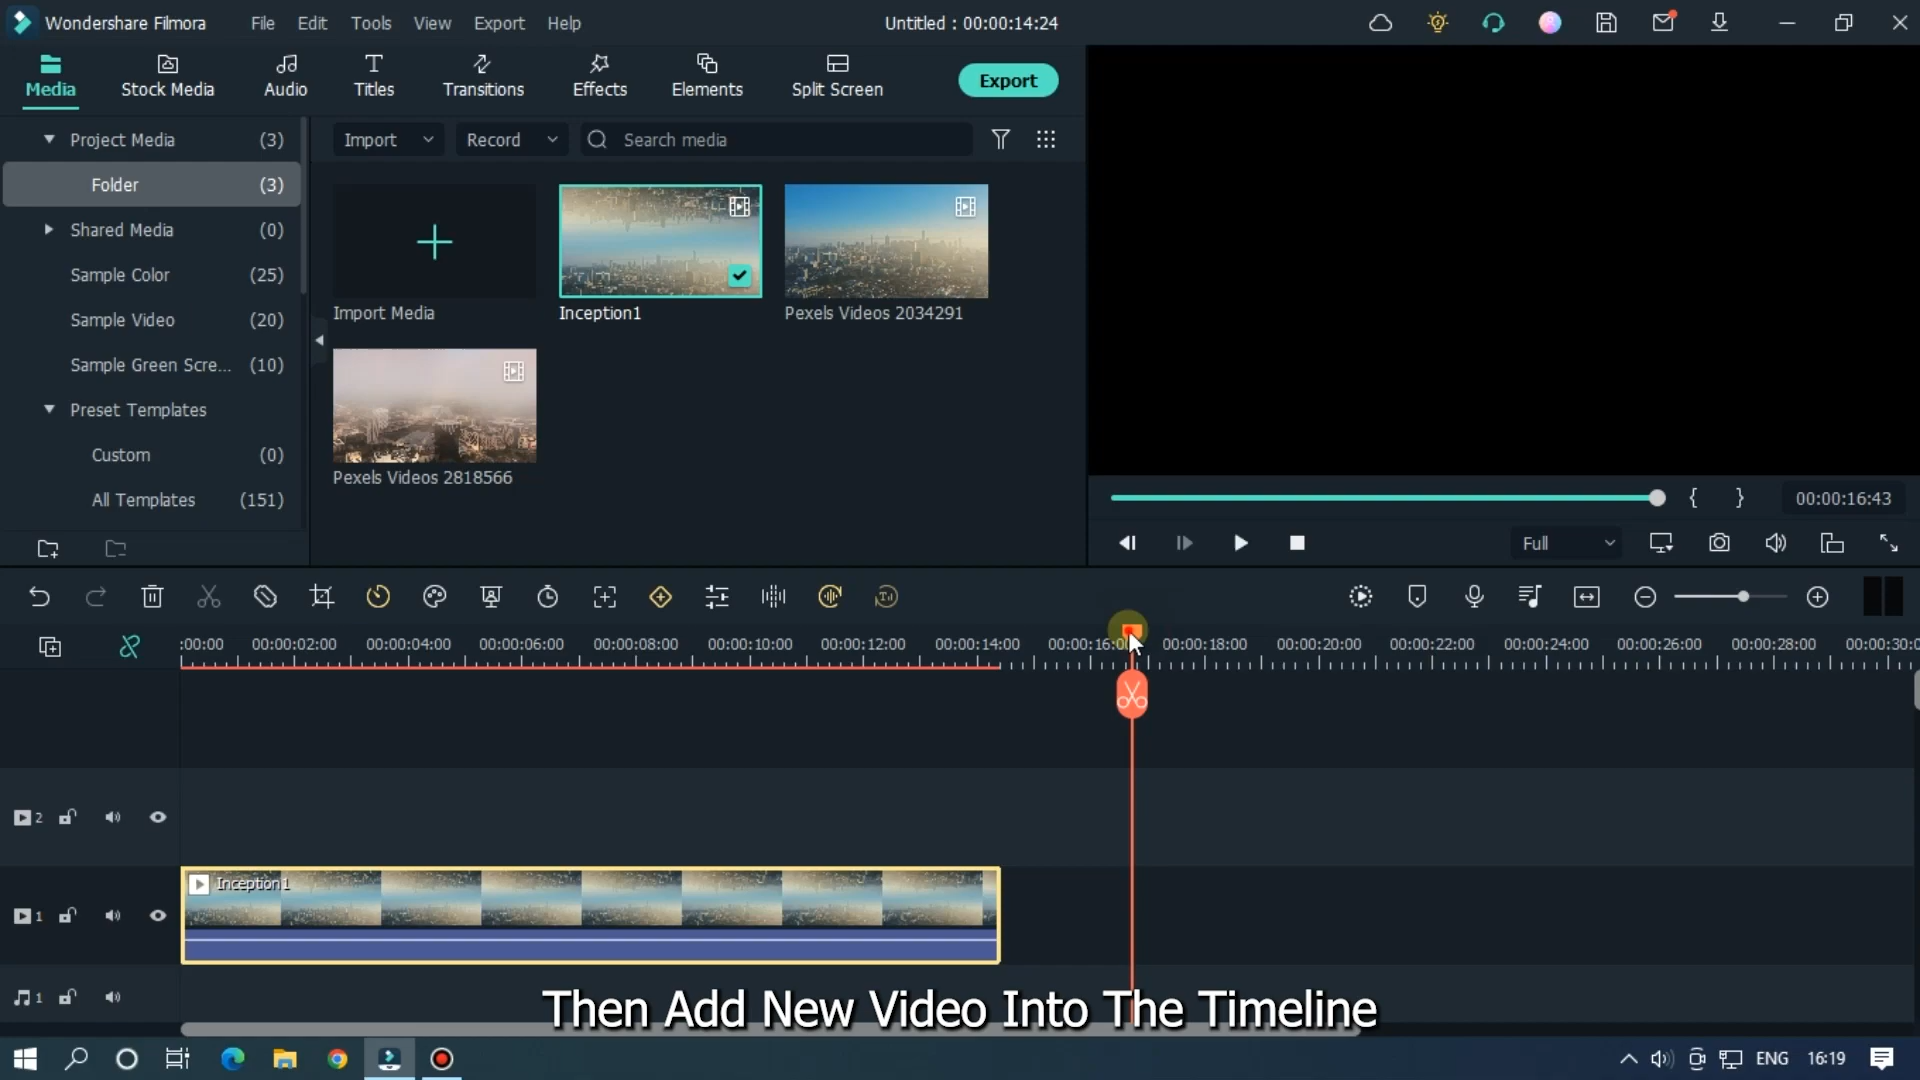 Wondershare Filmora
File Edit Tools View Export Help
Untitled : 00:00:14:24
Media Stock Media Audio Titles Transitions Effects Elements Split Screen
Export
Project Media (3)
Folder (3)
Shared Media (0)
Sample Color (25)
Sample Video (20)
Sample Green Scre... (10)
Preset Templates
Custom (0)
All Templates (151)
Import Record Search media
Import Media
Inception1
Pexels Videos 2034291
Pexels Videos 2818566
00:00:16:43
Full
:00:00 00:00:02:00 00:00:04:00 00:00:06:00 00:00:08:00 00:00:10:00 00:00:12:00 00:00:14:00 00:00:16:0 00:00:18:00 00:00:20:00 00:00:22:00 00:00:24:00 00:00:26:00 00:00:28:00 00:00:30:0
2
Inception1
1
1
Then Add New Video Into The Timeline
ENG 16:19